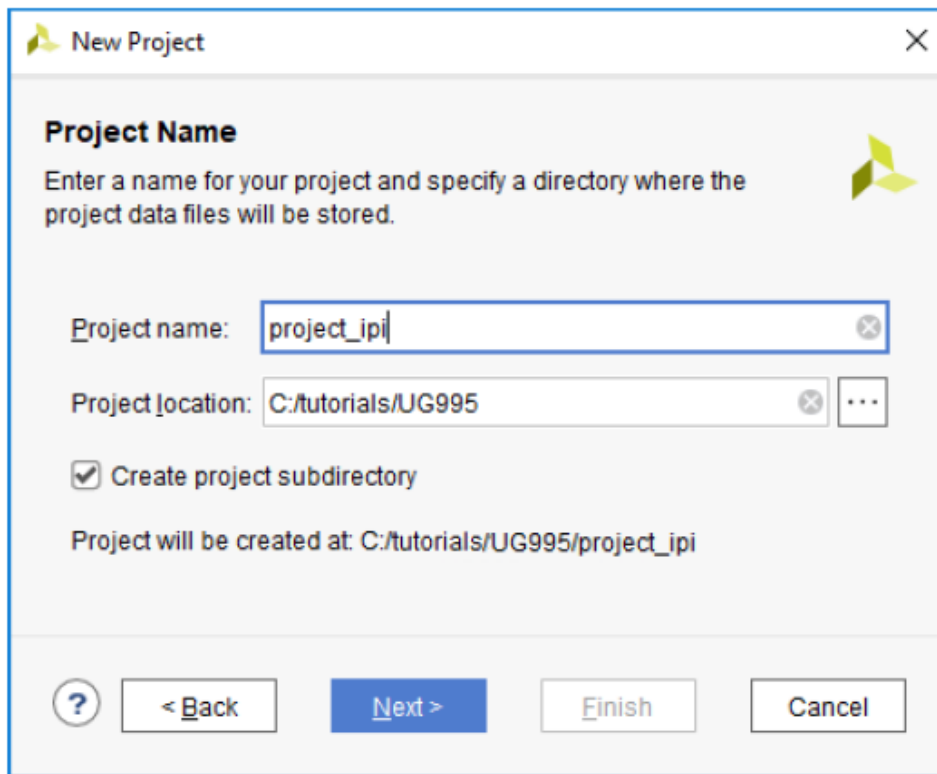 New Project
Project Name
Enter a name for your project and specify a directory where the
project data files will be stored.
Project name: project_ipi
Project location: C:/tutorials/UG995 ...
Create project subdirectory
Project will be created at: C:/tutorials/UG995/project_ipi
? < Back Next > Finish Cancel